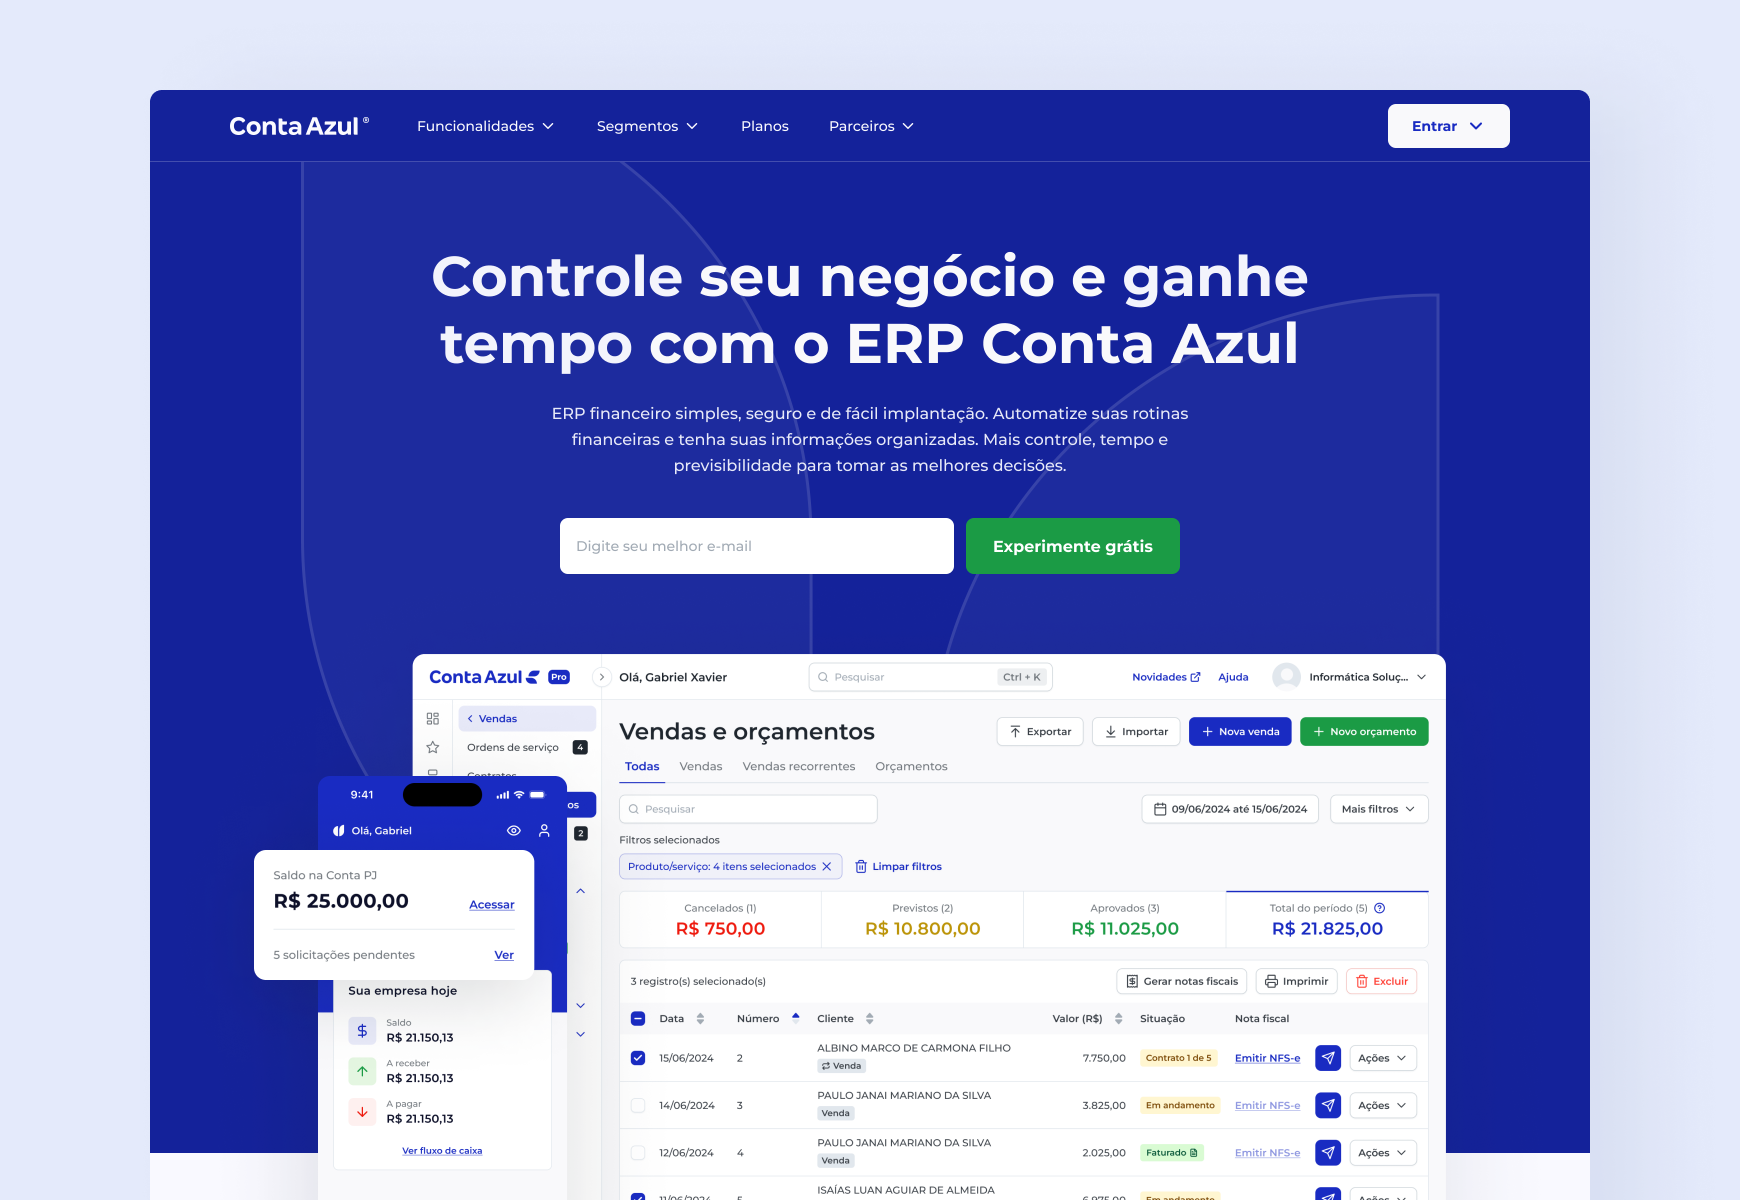 Conta Azul ®
Funcionalidades
Segmentos
Planos
Parceiros
Entrar
Controle seu negócio e ganhe
tempo com o ERP Conta Azul
ERP financeiro simples, seguro e de fácil implantação. Automatize suas rotinas
financeiras e tenha suas informações organizadas. Mais controle, tempo e
previsibilidade para tomar as melhores decisões.
Digite seu melhor e-mail
Experimente grátis
Conta Azul Pro
Olá, Gabriel Xavier
Pesquisar
Ctrl + K
Novidades
Ajuda
Informática Soluç...
Vendas
Ordens de serviço 4
Contratos
os
2
Vendas e orçamentos
Exportar
Importar
Nova venda
Novo orçamento
Todas
Vendas
Vendas recorrentes
Orçamentos
Pesquisar
09/06/2024 até 15/06/2024
Mais filtros
Filtros selecionados
Produto/serviço: 4 itens selecionados
Limpar filtros
Cancelados (1)
R$ 750,00
Previstos (2)
R$ 10.800,00
Aprovados (3)
R$ 11.025,00
Total do período (5)
R$ 21.825,00
3 registro(s) selecionado(s)
Gerar notas fiscais
Imprimir
Excluir
Data Número Cliente Valor (R$) Situação Nota fiscal
15/06/2024 2 ALBINO MARCO DE CARMONA FILHO 7.750,00 Contrato 1 de 5 Emitir NFS-e Ações
Venda
14/06/2024 3 PAULO JANAI MARIANO DA SILVA 3.825,00 Em andamento Emitir NFS-e Ações
Venda
12/06/2024 4 PAULO JANAI MARIANO DA SILVA 2.025,00 Faturado Emitir NFS-e Ações
Venda
11/06/2024 5 ISAÍAS LUAN AGUIAR DE ALMEIDA 6.975,00 Em andamento Emitir NFS-e Ações
9:41
Olá, Gabriel
Saldo na Conta PJ
R$ 25.000,00
Acessar
5 solicitações pendentes
Ver
Sua empresa hoje
Saldo
R$ 21.150,13
A receber
R$ 21.150,13
A pagar
R$ 21.150,13
Ver fluxo de caixa